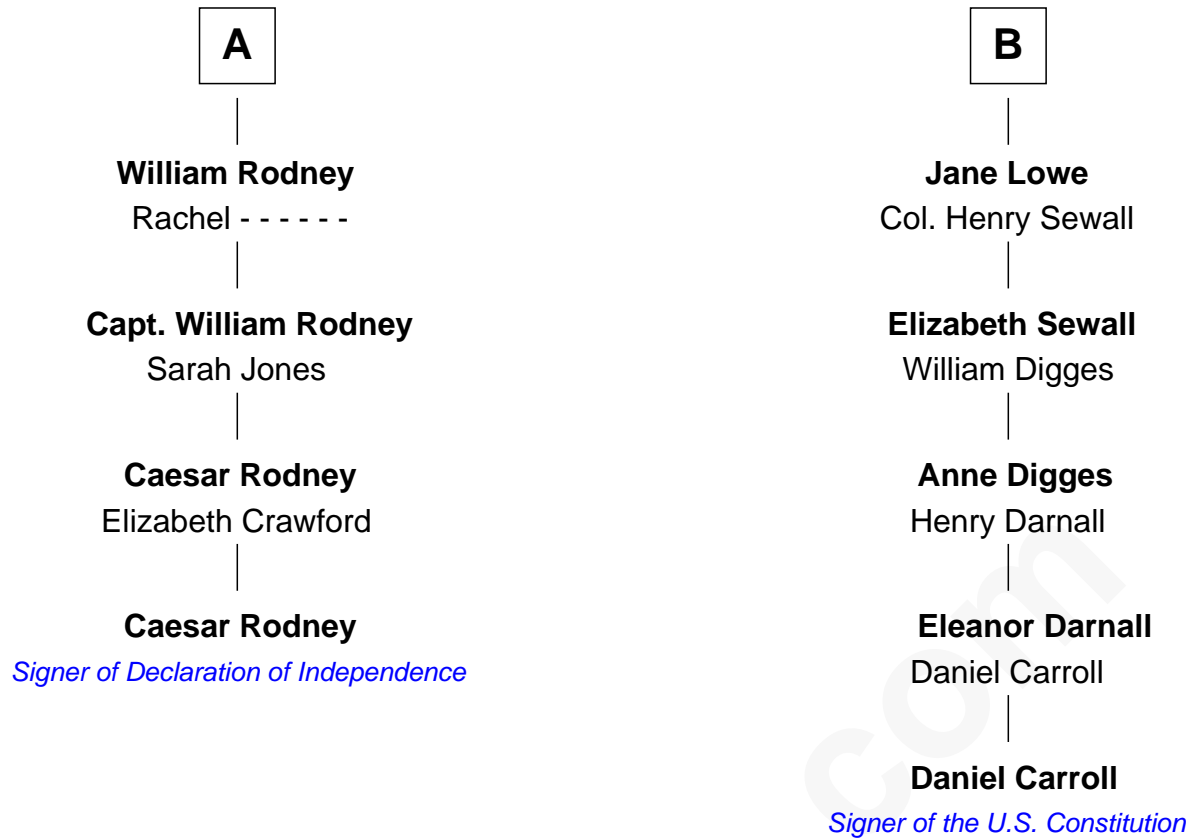 A
William Rodney
Rachel - - - - - -
Capt. William Rodney
Sarah Jones
Caesar Rodney
Elizabeth Crawford
Caesar Rodney
Signer of Declaration of Independence
B
Jane Lowe
Col. Henry Sewall
Elizabeth Sewall
William Digges
Anne Digges
Henry Darnall
Eleanor Darnall
Daniel Carroll
Daniel Carroll
Signer of the U.S. Constitution
com